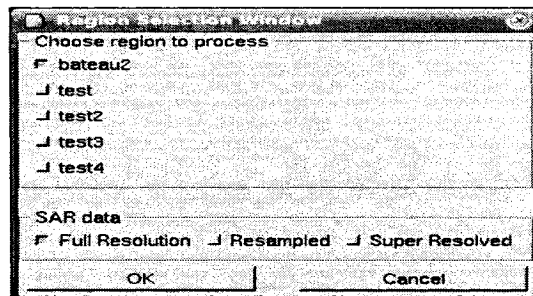 Region Selection Window
Choose region to process
bateau2
test
test2
test3
test4
SAR data
Full Resolution Resampled Super Resolved
OK Cancel